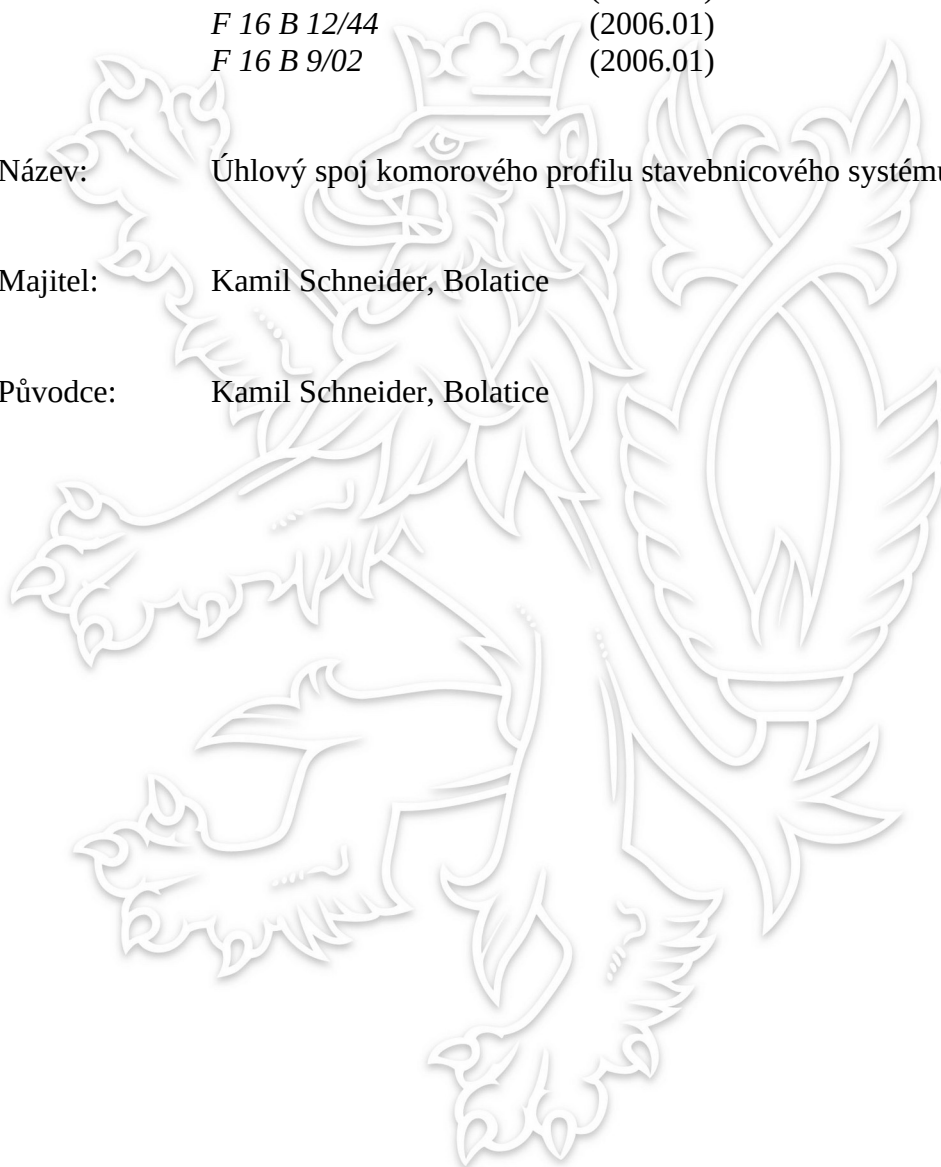 F 16 B 12/44 (2006.01)
F 16 B 9/02 (2006.01)
Název: Úhlový spoj komorového profilu stavebnicového systému
Majitel: Kamil Schneider, Bolatice
Původce: Kamil Schneider, Bolatice